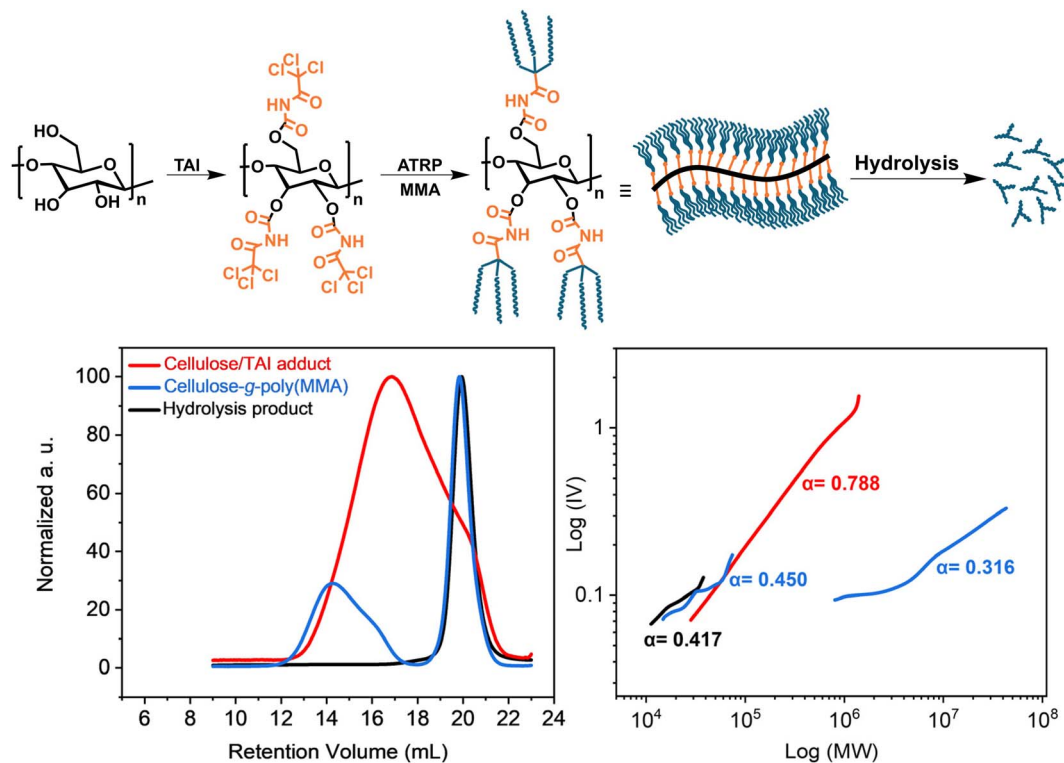 HO
O
O
HO
OH
O
n
TAI
Cl
Cl
Cl
O
HN
O
O
O
O
O
n
O
O
O
O
NH
NH
O
O
Cl
Cl
Cl
Cl
Cl
Cl
ATRP
MMA
O
HN
O
O
O
O
O
n
O
O
O
O
NH
NH
O
O
≡
Hydrolysis
Cellulose/TAI adduct
Cellulose-g-poly(MMA)
Hydrolysis product
Normalized a. u.
100
80
60
40
20
0
6 8 10 12 14 16 18 20 22 24
Retention Volume (mL)
Log (IV)
1
0.1
α= 0.788
α= 0.450
α= 0.316
α= 0.417
10⁴ 10⁵ 10⁶ 10⁷ 10⁸
Log (MW)